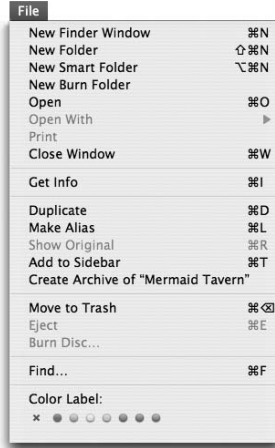 File
New Finder Window ⌘N
New Folder ⇧⌘N
New Smart Folder ⌥⌘N
New Burn Folder
Open ⌘O
Open With ▶
Print
Close Window ⌘W
Get Info ⌘I
Duplicate ⌘D
Make Alias ⌘L
Show Original ⌘R
Add to Sidebar ⌘T
Create Archive of “Mermaid Tavern”
Move to Trash ⌘⌫
Eject ⌘E
Burn Disc...
Find... ⌘F
Color Label:
×